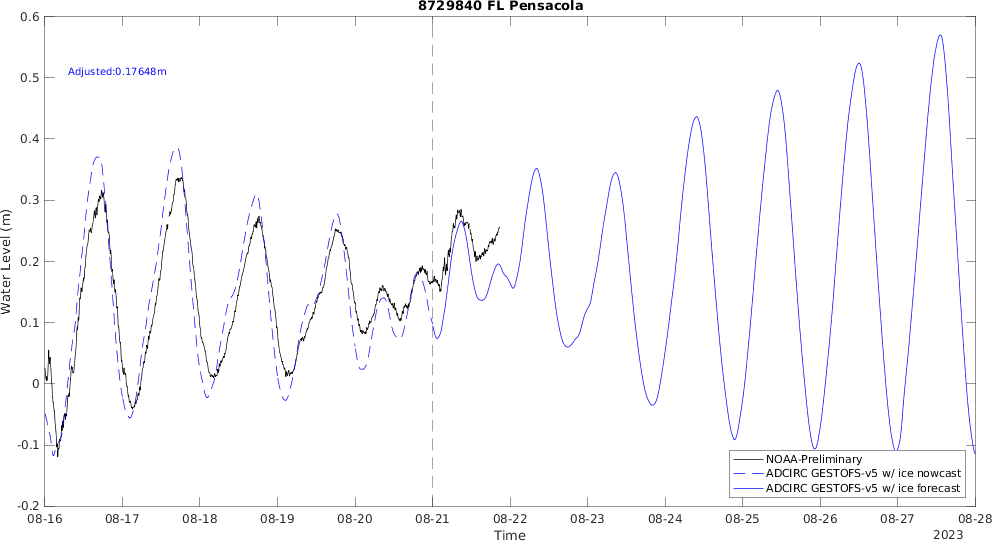 8729840 FL Pensacola
Adjusted:0.17648m
0.6
0.5
0.4
0.3
0.2
0.1
0
-0.1
-0.2
Water Level (m)
NOAA-Preliminary
ADCIRC GESTOFS-v5 w/ ice nowcast
ADCIRC GESTOFS-v5 w/ ice forecast
08-16 08-17 08-18 08-19 08-20 08-21 08-22 08-23 08-24 08-25 08-26 08-27 08-28
Time
2023